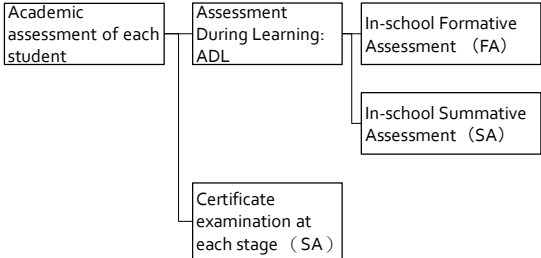 Academic
assessment of each
student
Assessment
During Learning:
ADL
In-school Formative
Assessment （FA）
In-school Summative
Assessment（SA）
Certificate
examination at
each stage （SA）